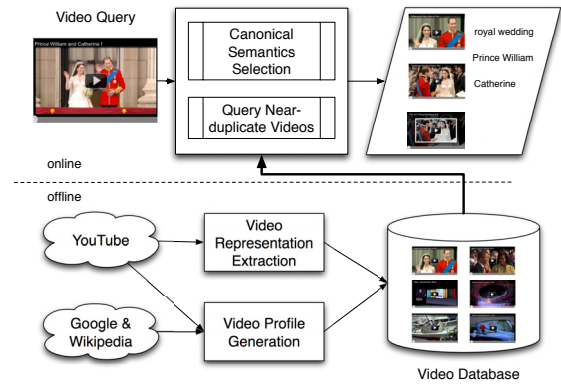 Video Query
Prince William and Catherine !
Canonical
Semantics
Selection
Query Near-
duplicate Videos
royal wedding
Prince William
Catherine
online
offline
YouTube
Google &
Wikipedia
Video
Representation
Extraction
Video Profile
Generation
Video Database